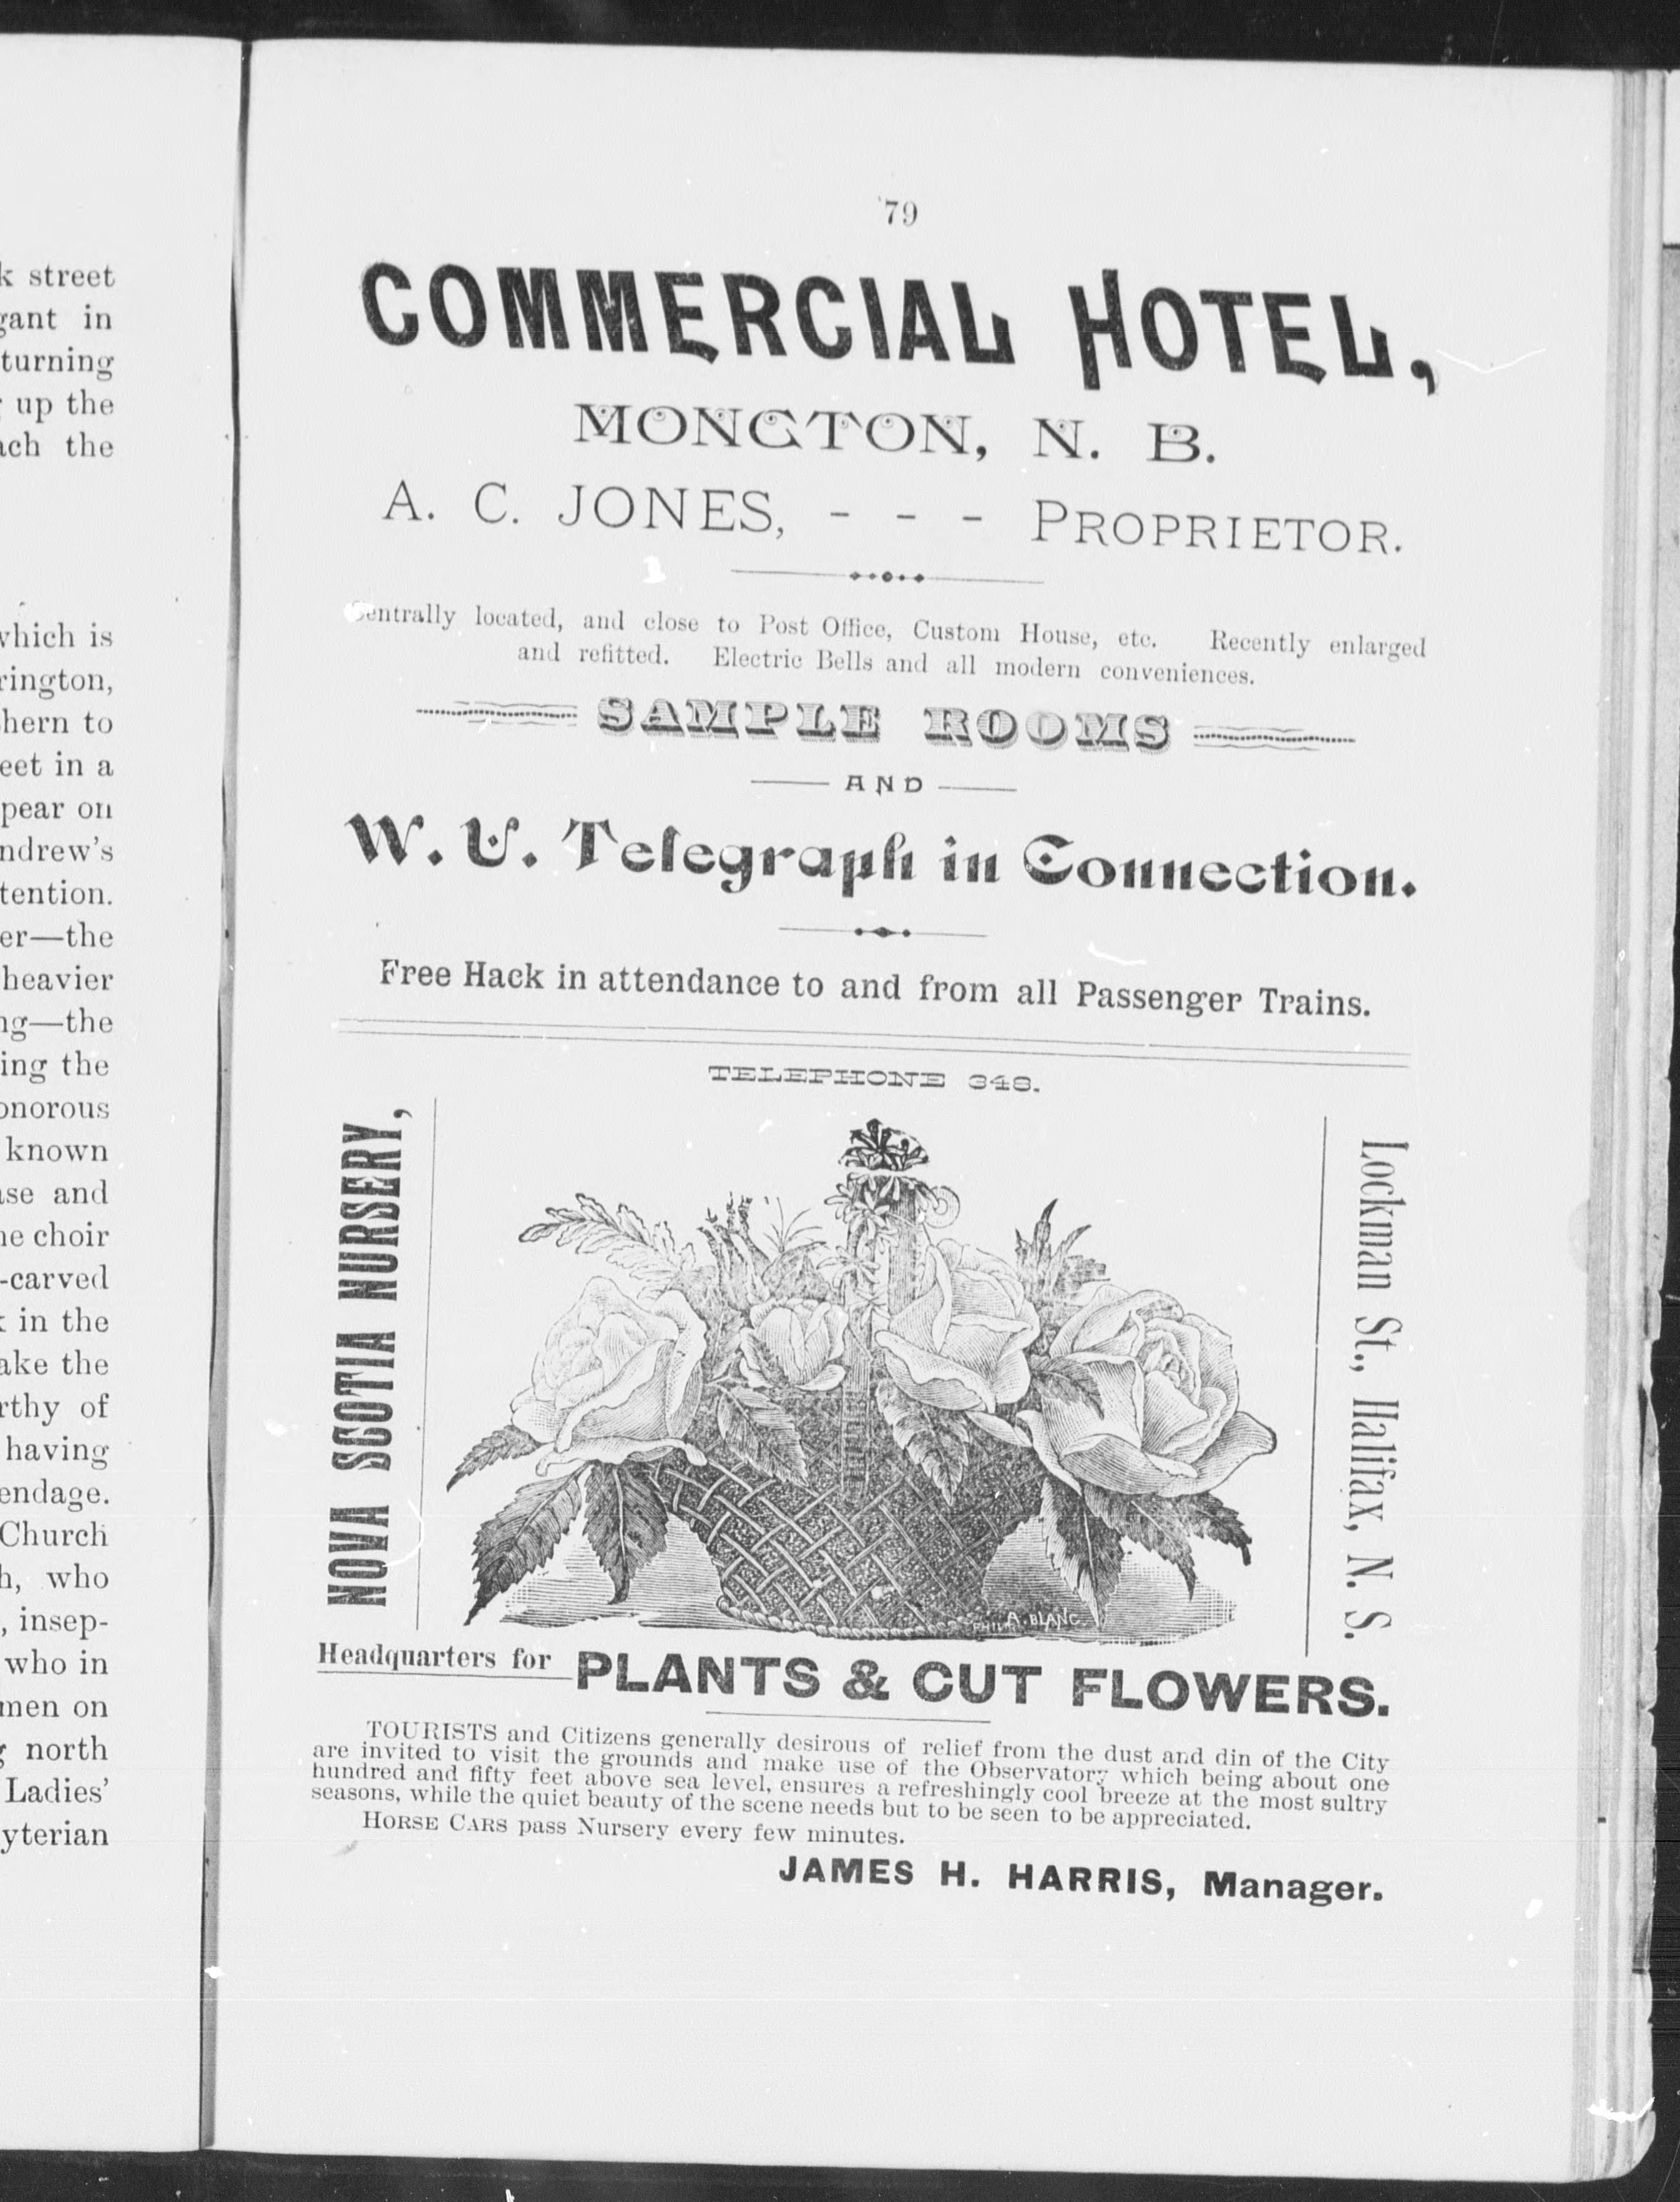 k street
gant in
turning
up the
ach the
which is
rington,
hern to
eet in a
pear on
ndrew's
tention.
er—the
heavier
ng—the
ing the
onorous
known
ase and
he choir
-carved
in the
ake the
rthy of
having
endage.
Church
h, who
, insep-
who in
men on
north
Ladies'
yterian
79
COMMERCIAL HOTEL,
MONCTON, N. B.
A. C. JONES, - - - PROPRIETOR.
Centrally located, and close to Post Office, Custom House, etc. Recently enlarged
and refitted. Electric Bells and all modern conveniences.
SAMPLE ROOMS
AND
W. U. Telegraph in Connection.
Free Hack in attendance to and from all Passenger Trains.
TELEPHONE 348.
NOVA SCOTIA NURSERY,
Lockman St., Halifax, N. S.
A. BLANC
PHILA.
Headquarters for PLANTS & CUT FLOWERS.
TOURISTS and Citizens generally desirous of relief from the dust and din of the City
are invited to visit the grounds and make use of the Observatory which being about one
hundred and fifty feet above sea level, ensures a refreshingly cool breeze at the most sultry
seasons, while the quiet beauty of the scene needs but to be seen to be appreciated.
HORSE CARS pass Nursery every few minutes.
JAMES H. HARRIS, Manager.